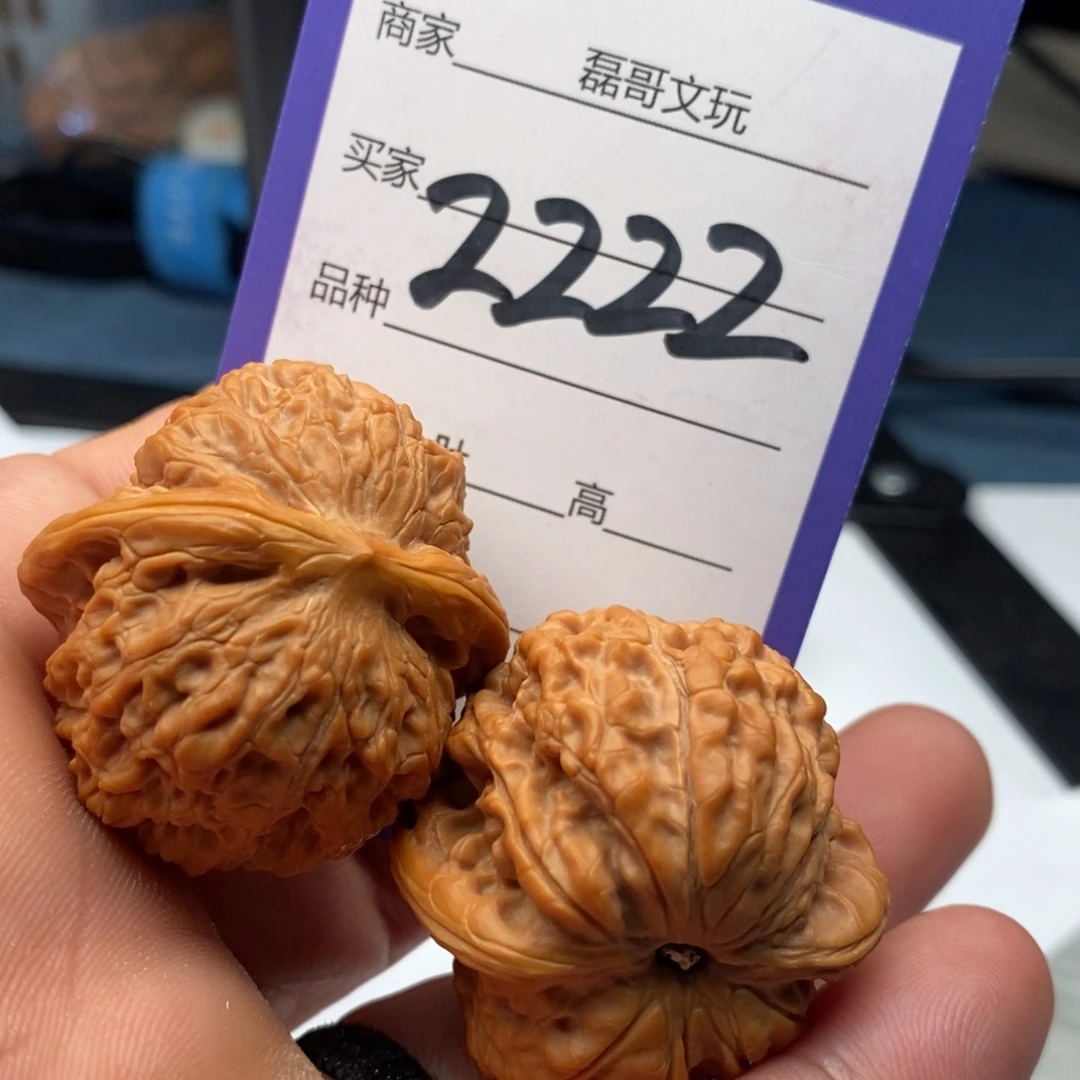 商家 磊哥文玩
买家 2222
品种
高